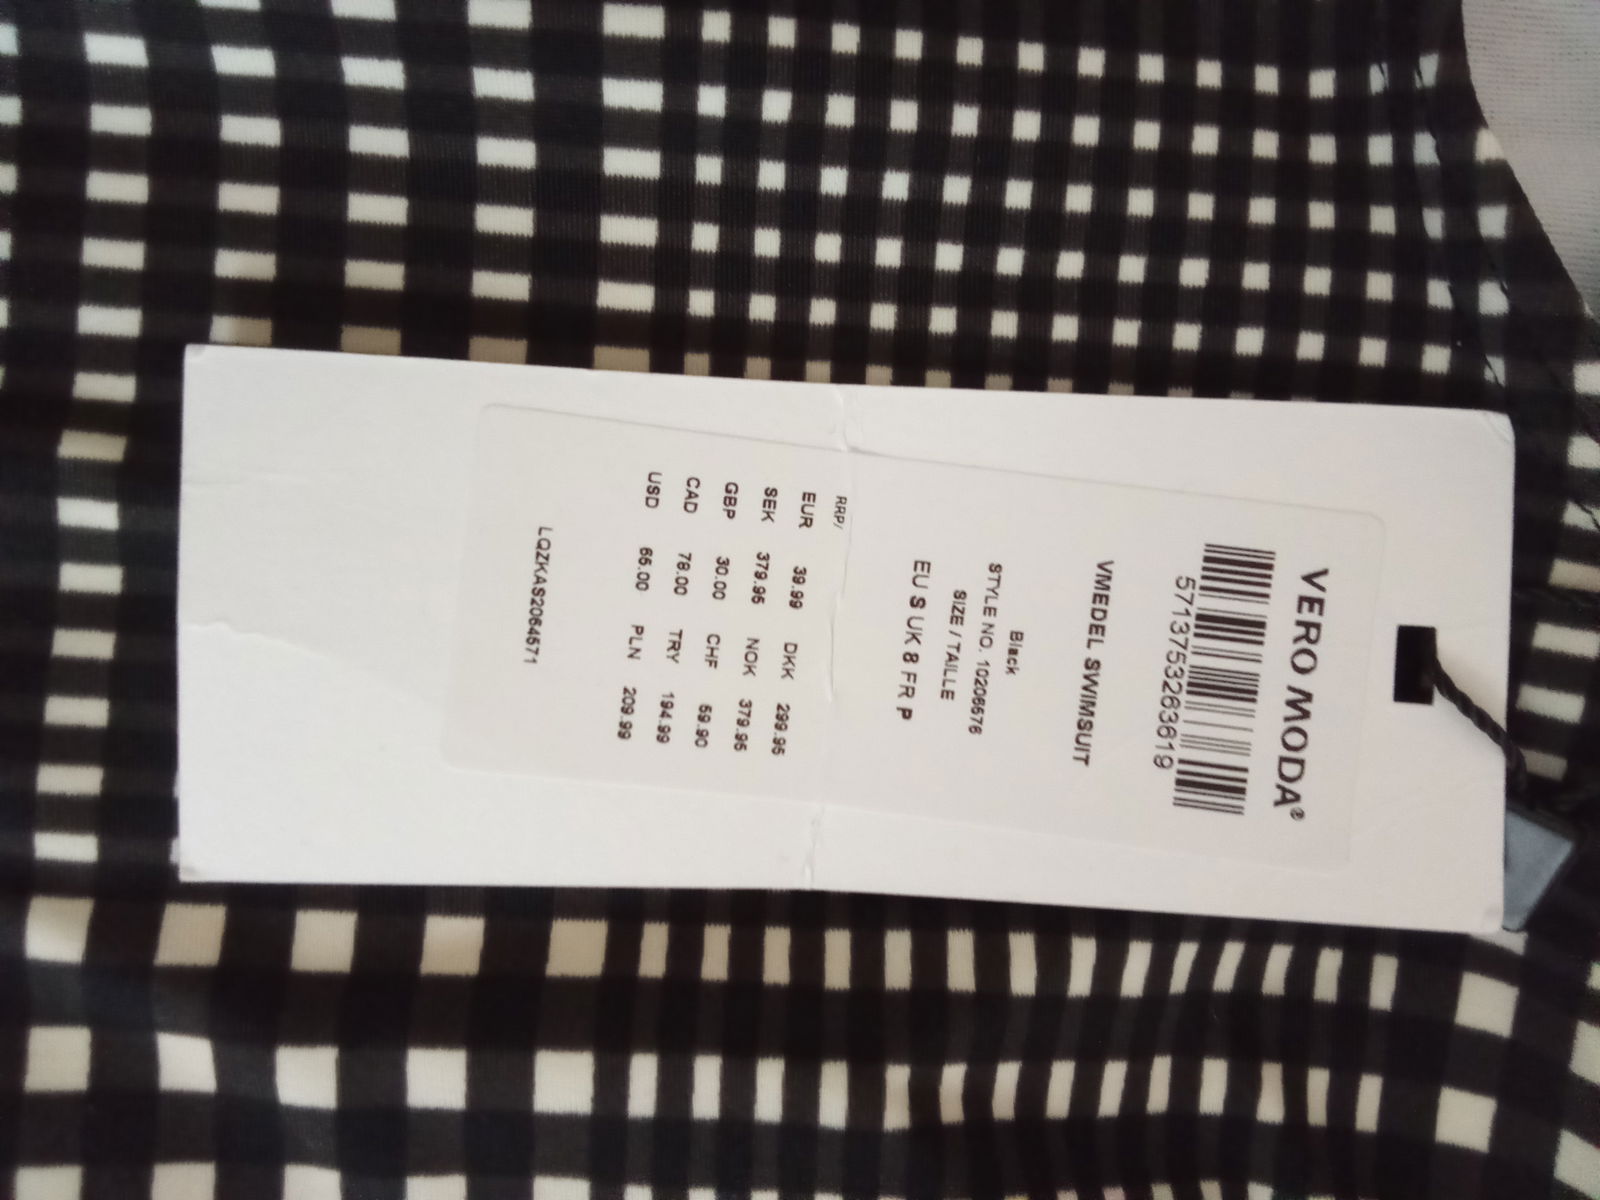 VERO MODA®
5713753263619
VMEDEL SWIMSUIT
Black
STYLE NO. 10206576
SIZE / TAILLE
EU S UK 8 FR P
RRP/
EUR 39.99 DKK 299.95
SEK 379.95 NOK 379.95
GBP 30.00 CHF 59.90
CAD 78.00 TRY 194.99
USD 65.00 PLN 209.99
LQZKAS2064571